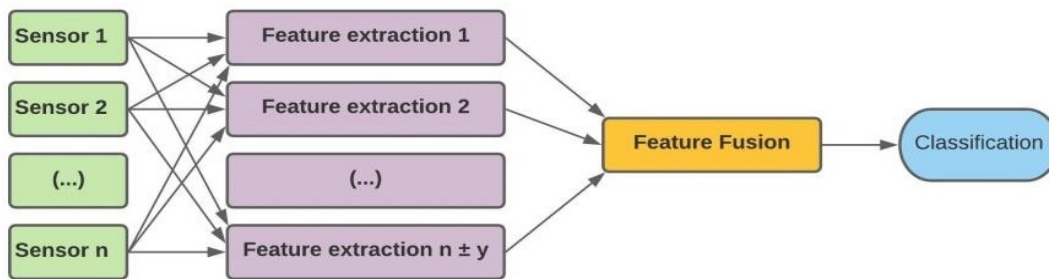 Sensor 1
Feature extraction 1
Sensor 2
Feature extraction 2
Feature Fusion
Classification
(...)
(...)
Sensor n
Feature extraction n ± y